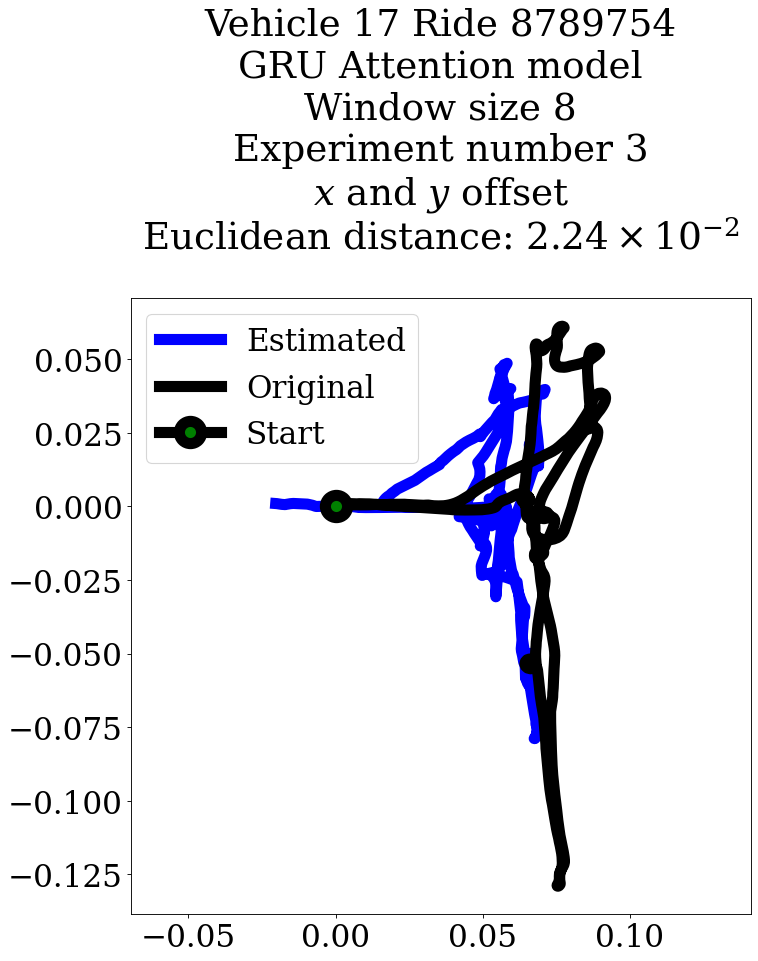 Vehicle 17 Ride 8789754
GRU Attention model
Window size 8
Experiment number 3
x and y offset
Euclidean distance: 2.24 × 10⁻²
Estimated
Original
Start
0.050
0.025
0.000
−0.025
−0.050
−0.075
−0.100
−0.125
−0.05 0.00 0.05 0.10